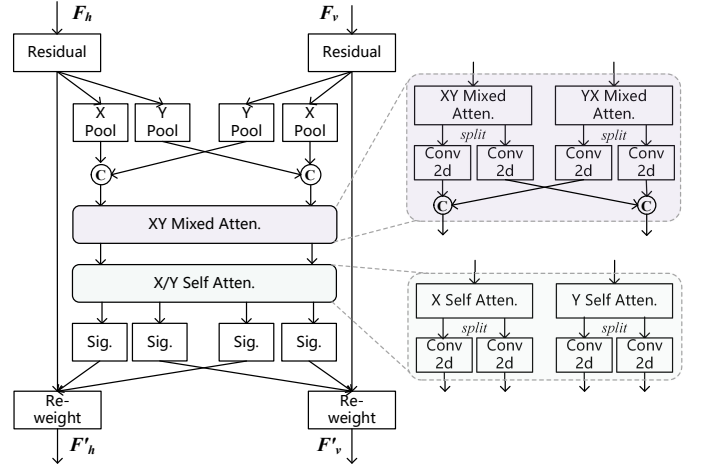 F_h
F_v
Residual
Residual
X
Pool
Y
Pool
Y
Pool
X
Pool
C
C
XY Mixed Atten.
X/Y Self Atten.
Sig.
Sig.
Sig.
Sig.
Re-
weight
Re-
weight
F'_h
F'_v
XY Mixed
Atten.
YX Mixed
Atten.
split
split
Conv
2d
Conv
2d
Conv
2d
Conv
2d
C
C
X Self Atten.
Y Self Atten.
split
split
Conv
2d
Conv
2d
Conv
2d
Conv
2d